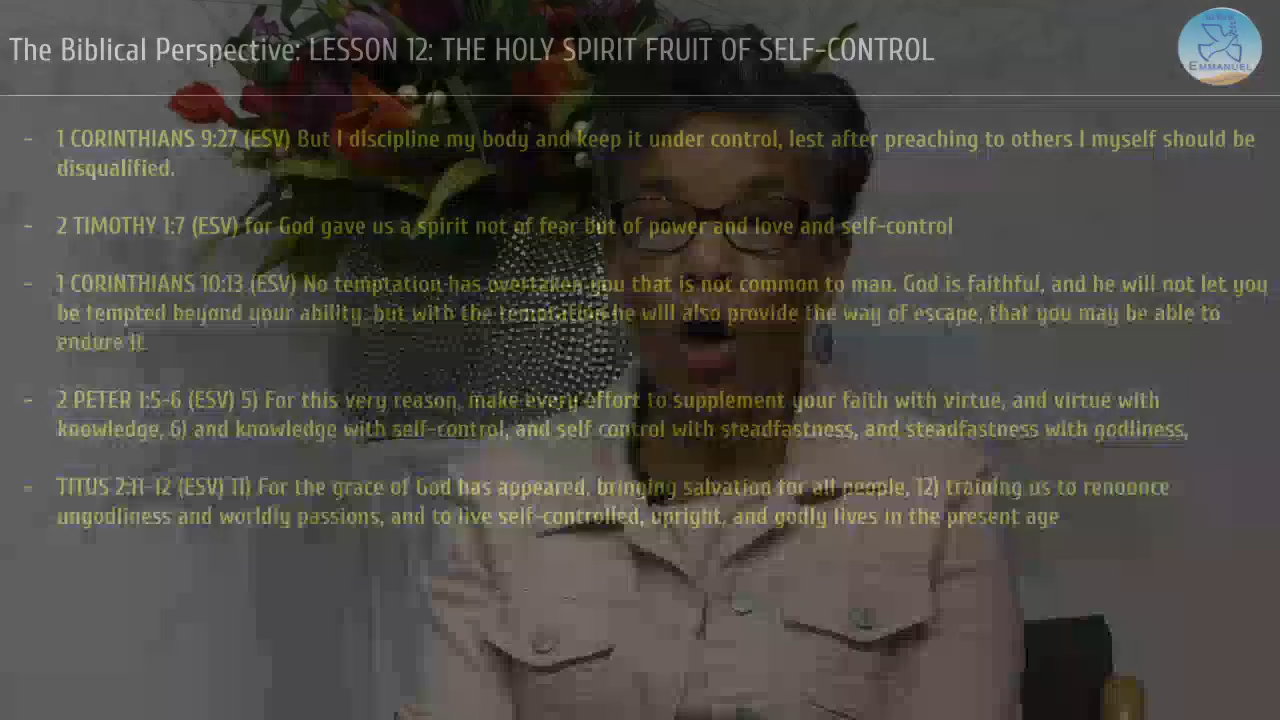 The Biblical Perspective: LESSON 12: THE HOLY SPIRIT FRUIT OF SELF-CONTROL
EMMANUEL
- 1 CORINTHIANS 9:27 (ESV) But I discipline my body and keep it under control, lest after preaching to others I myself should be
disqualified.
- 2 TIMOTHY 1:7 (ESV) for God gave us a spirit not of fear but of power and love and self-control
- 1 CORINTHIANS 10:13 (ESV) No temptation has overtaken you that is not common to man. God is faithful, and he will not let you
be tempted beyond your ability, but with the temptation he will also provide the way of escape, that you may be able to
endure it.
- 2 PETER 1:5-6 (ESV) 5) For this very reason, make every effort to supplement your faith with virtue, and virtue with
knowledge, 6) and knowledge with self-control, and self control with steadfastness, and steadfastness with godliness,
- TITUS 2:11-12 (ESV) 11) For the grace of God has appeared, bringing salvation for all people, 12) training us to renounce
ungodliness and worldly passions, and to live self-controlled, upright, and godly lives in the present age